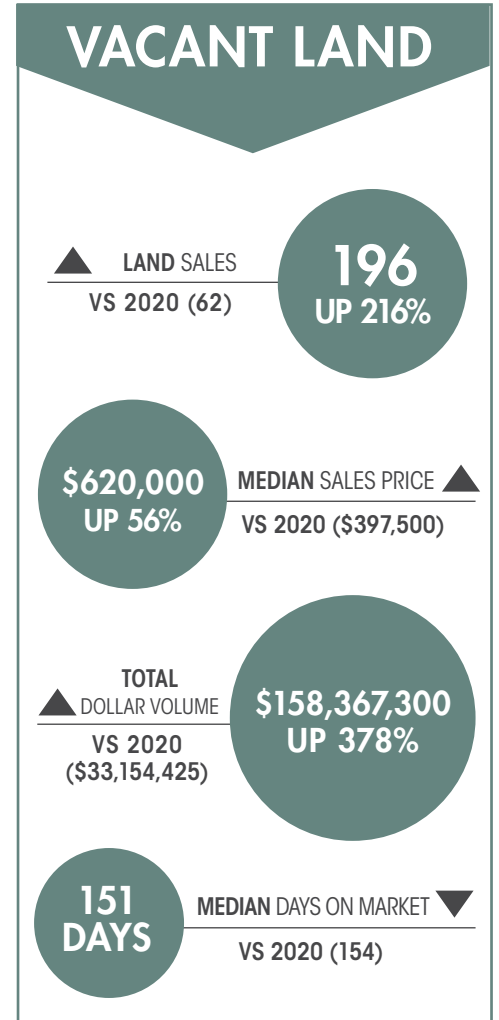 VACANT LAND
LAND SALES
VS 2020 (62)
196
UP 216%
$620,000
UP 56%
MEDIAN SALES PRICE
VS 2020 ($397,500)
TOTAL
DOLLAR VOLUME
VS 2020
($33,154,425)
$158,367,300
UP 378%
151
DAYS
MEDIAN DAYS ON MARKET
VS 2020 (154)